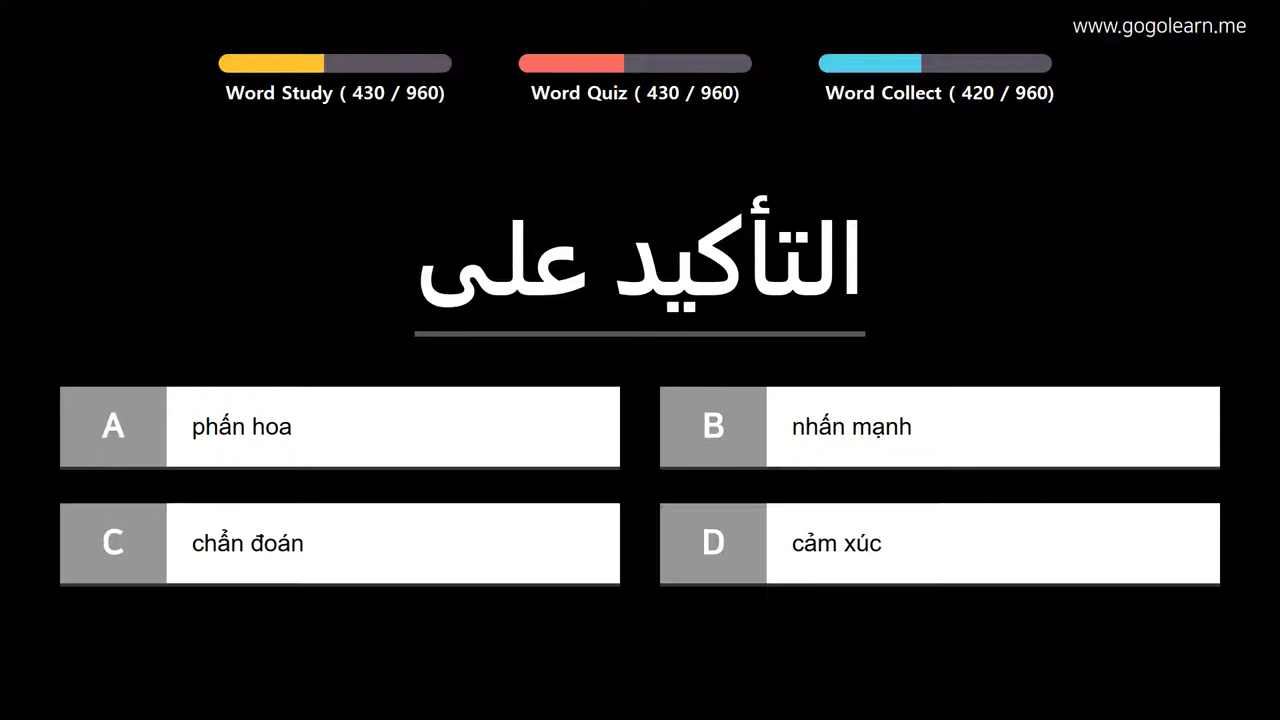 www.gogolearn.me
Word Study ( 430 / 960)
Word Quiz ( 430 / 960)
Word Collect ( 420 / 960)
التأكيد على
A
phấn hoa
B
nhấn mạnh
C
chẩn đoán
D
cảm xúc